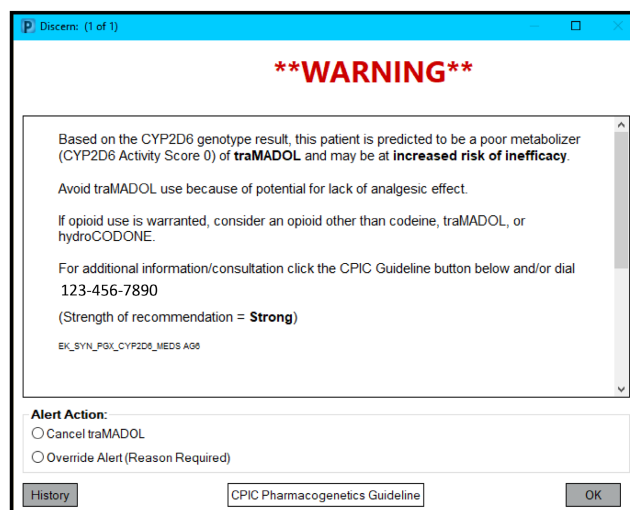 Discern: (1 of 1)
**WARNING**
Based on the CYP2D6 genotype result, this patient is predicted to be a poor metabolizer
(CYP2D6 Activity Score 0) of traMADOL and may be at increased risk of inefficacy.
Avoid traMADOL use because of potential for lack of analgesic effect.
If opioid use is warranted, consider an opioid other than codeine, traMADOL, or
hydroCODONE.
For additional information/consultation click the CPIC Guideline button below and/or dial
123-456-7890
(Strength of recommendation = Strong)
EK_SYN_PGX_CYP2D6_MEDS AG6
Alert Action:
Cancel traMADOL
Override Alert (Reason Required)
History
CPIC Pharmacogenetics Guideline
OK